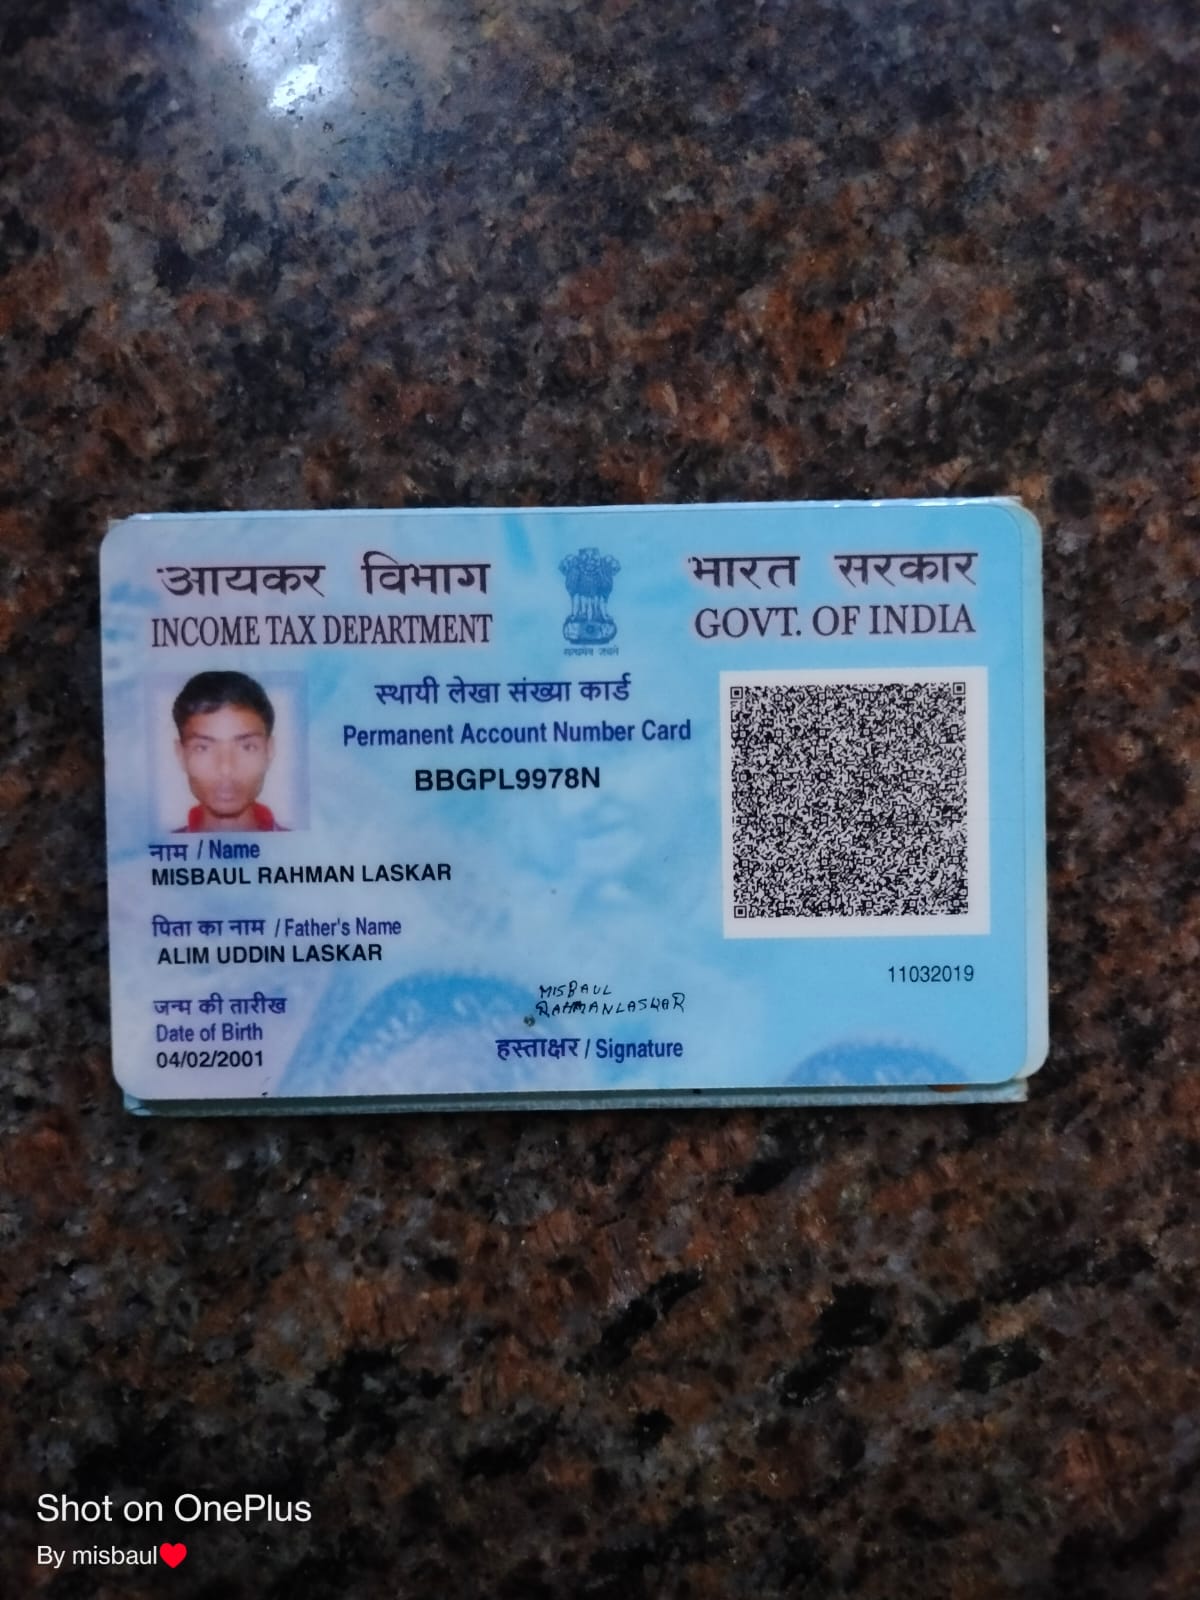 आयकर विभाग
INCOME TAX DEPARTMENT
सत्यमेव जयते
भारत सरकार
GOVT. OF INDIA
स्थायी लेखा संख्या कार्ड
Permanent Account Number Card
BBGPL9978N
नाम / Name
MISBAUL RAHMAN LASKAR
पिता का नाम / Father's Name
ALIM UDDIN LASKAR
जन्म की तारीख
Date of Birth
04/02/2001
MISBAUL
RAHMANLASKAR
हस्ताक्षर / Signature
11032019
Shot on OnePlus
By misbaul❤️